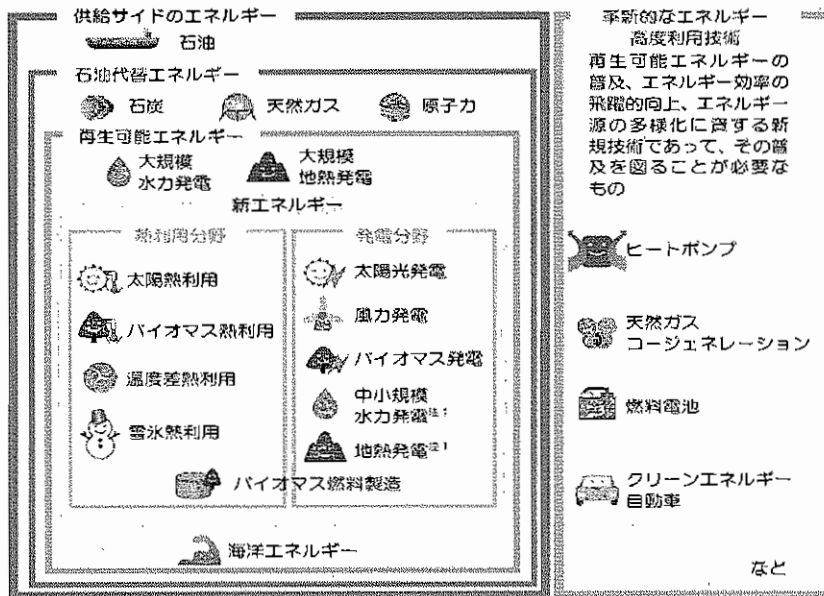 供給サイドのエネルギー
石油
石油代替エネルギー
石炭
天然ガス
原子力
再生可能エネルギー
大規模
水力発電
大規模
地熱発電
新エネルギー
熱利用分野
太陽熱利用
バイオマス熱利用
温度差熱利用
雪氷熱利用
発電分野
太陽光発電
風力発電
バイオマス発電
中小規模
水力発電注1
地熱発電注1
バイオマス燃料製造
海洋エネルギー
革新的なエネルギー
高度利用技術
再生可能エネルギーの
普及、エネルギー効率の
飛躍的向上、エネルギー
源の多様化に資する新
規技術であって、その普
及を図ることが必要な
もの
ヒートポンプ
天然ガス
コージェネレーション
燃料電池
クリーンエネルギー
自動車
など